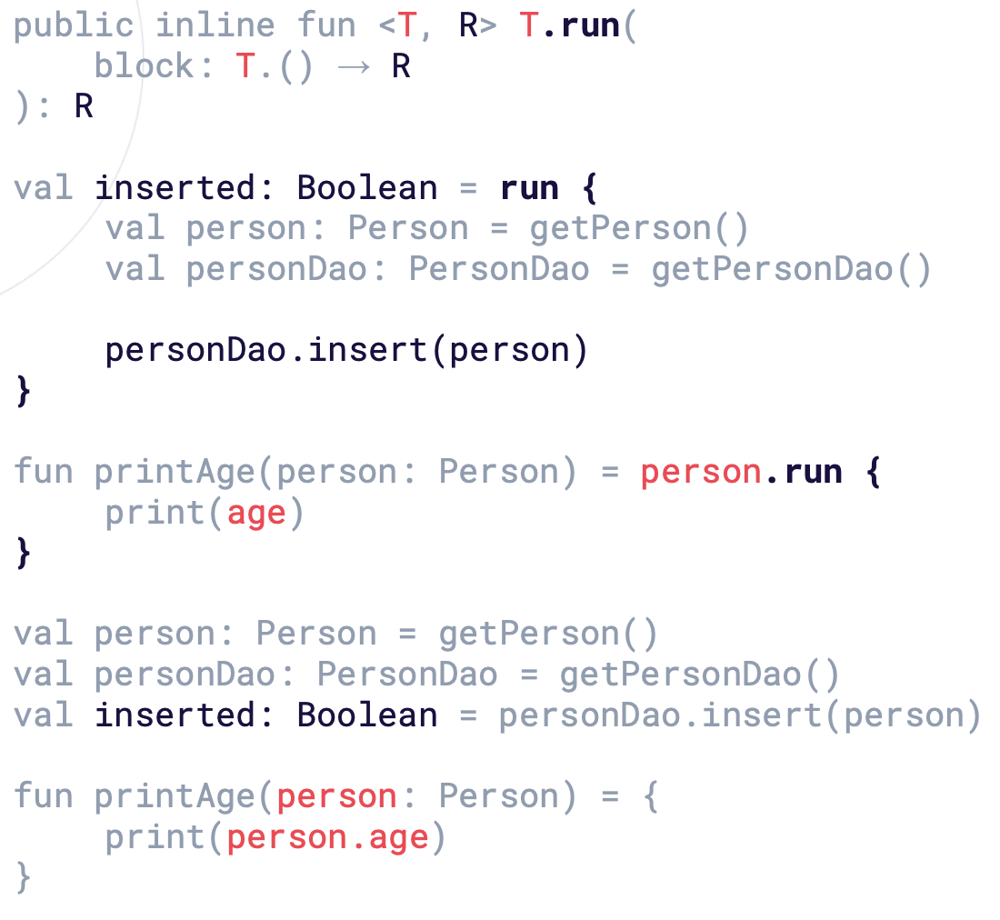 public inline fun <T, R> T.run(
    block: T.() → R
): R

val inserted: Boolean = run {
    val person: Person = getPerson()
    val personDao: PersonDao = getPersonDao()

    personDao.insert(person)
}

fun printAge(person: Person) = person.run {
    print(age)
}

val person: Person = getPerson()
val personDao: PersonDao = getPersonDao()
val inserted: Boolean = personDao.insert(person)

fun printAge(person: Person) = {
    print(person.age)
}